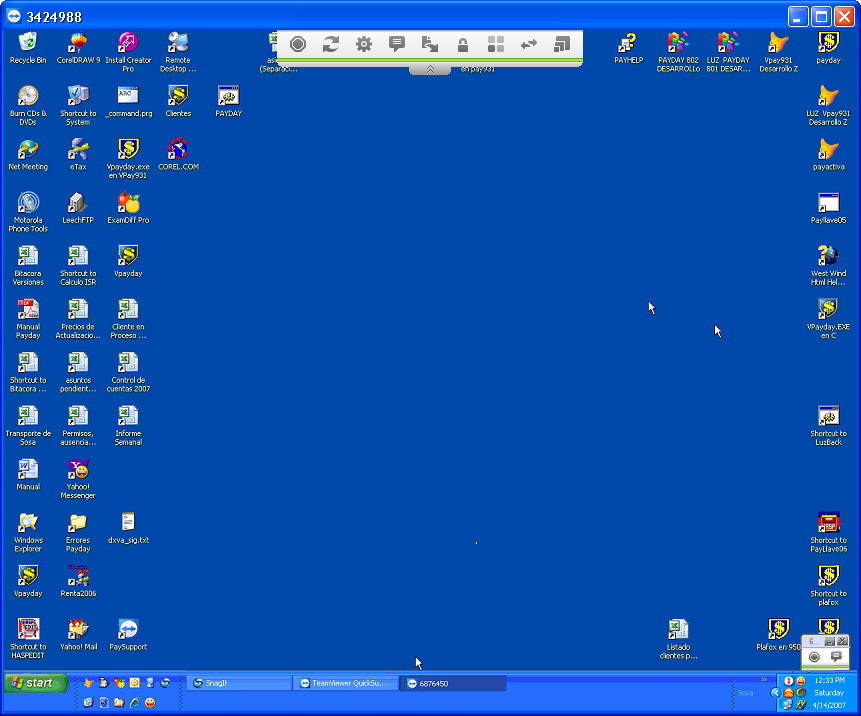 3424988
Recycle Bin
CorelDRAW 9
Install Creator
Pro
Remote
Desktop ...
(Separaci...
en pay931
PAYHELP
PAYDAY 802
DESARROLLO
LUZ PAYDAY
801 DESAR...
Vpay931
Desarrollo Z
payday
Burn CDs &
DVDs
Shortcut to
System
_command.prg
Clientes
PAYDAY
LUZ Vpay931
Desarrollo Z
Net Meeting
eTax
Vpayday.exe
en VPay931
COREL.COM
payactiva
Motorola
Phone Tools
LeechFTP
ExamDiff Pro
Payllave05
Bitacora
Versiones
Shortcut to
Calculo ISR
Vpayday
West Wind
Html Hel...
Manual
Payday
Precios de
Actualizacio...
Cliente en
Proceso ...
VPayday.EXE
en C
Shortcut to
Bitacora ...
asuntos
pendient...
Control de
cuentas 2007
Transporte de
Sosa
Permisos,
ausencia...
Informe
Semanal
Shortcut to
LuzBack
Manual
Yahoo!
Messenger
Windows
Explorer
Errores
Payday
dxva_sig.txt
Shortcut to
PayLlave06
Vpayday
Renta2006
Shortcut to
plafox
Shortcut to
HASPEDIT
Yahoo! Mail
PaySupport
Listado
clientes p...
Plafox en 950
6...
start
SnagIt
TeamViewer QuickSu...
6876450
Sosa
12:33 PM
Saturday
4/14/2007